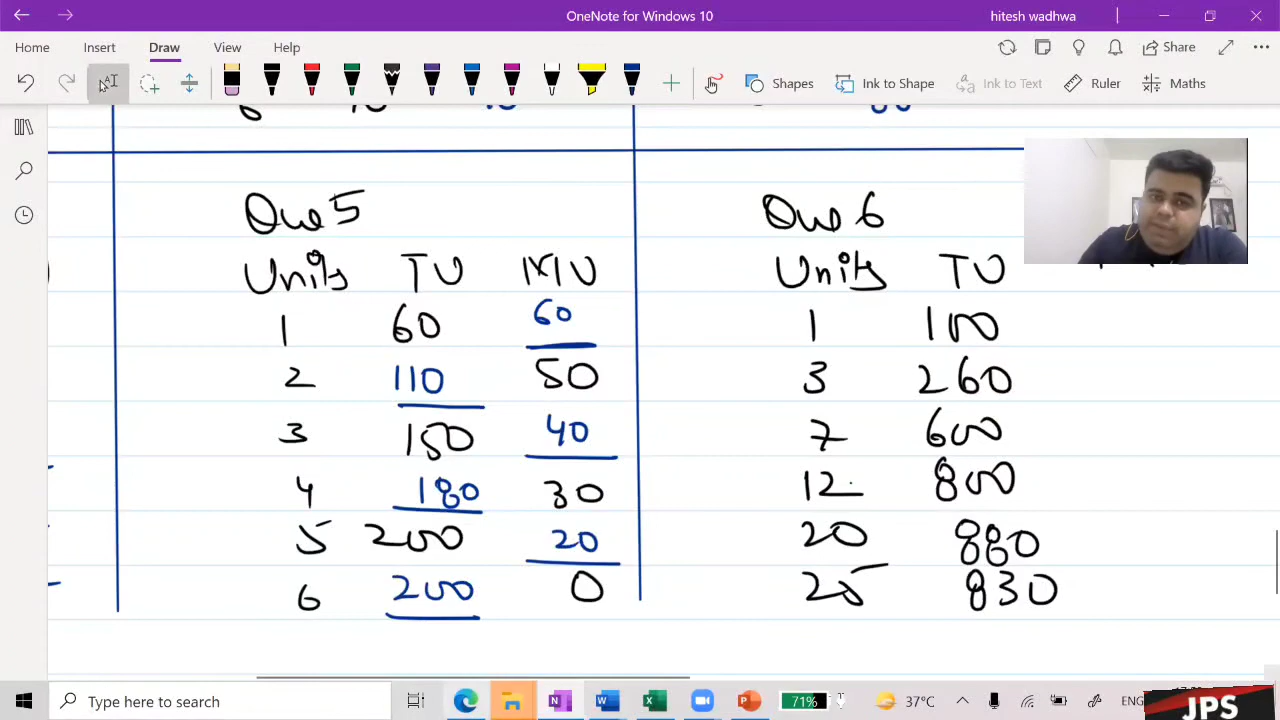 OneNote for Windows 10
hitesh wadhwa
Home Insert Draw View Help
Share
Shapes
Ink to Shape
Ink to Text
Ruler
Maths
Que 5
Units TU MU
1 60 60
2 110 50
3 150 40
4 180 30
5 200 20
6 200 0
Que 6
Units TU
1 100
3 260
7 600
12 800
20 880
25 830
Type here to search
71%
37°C
ENG
JPS